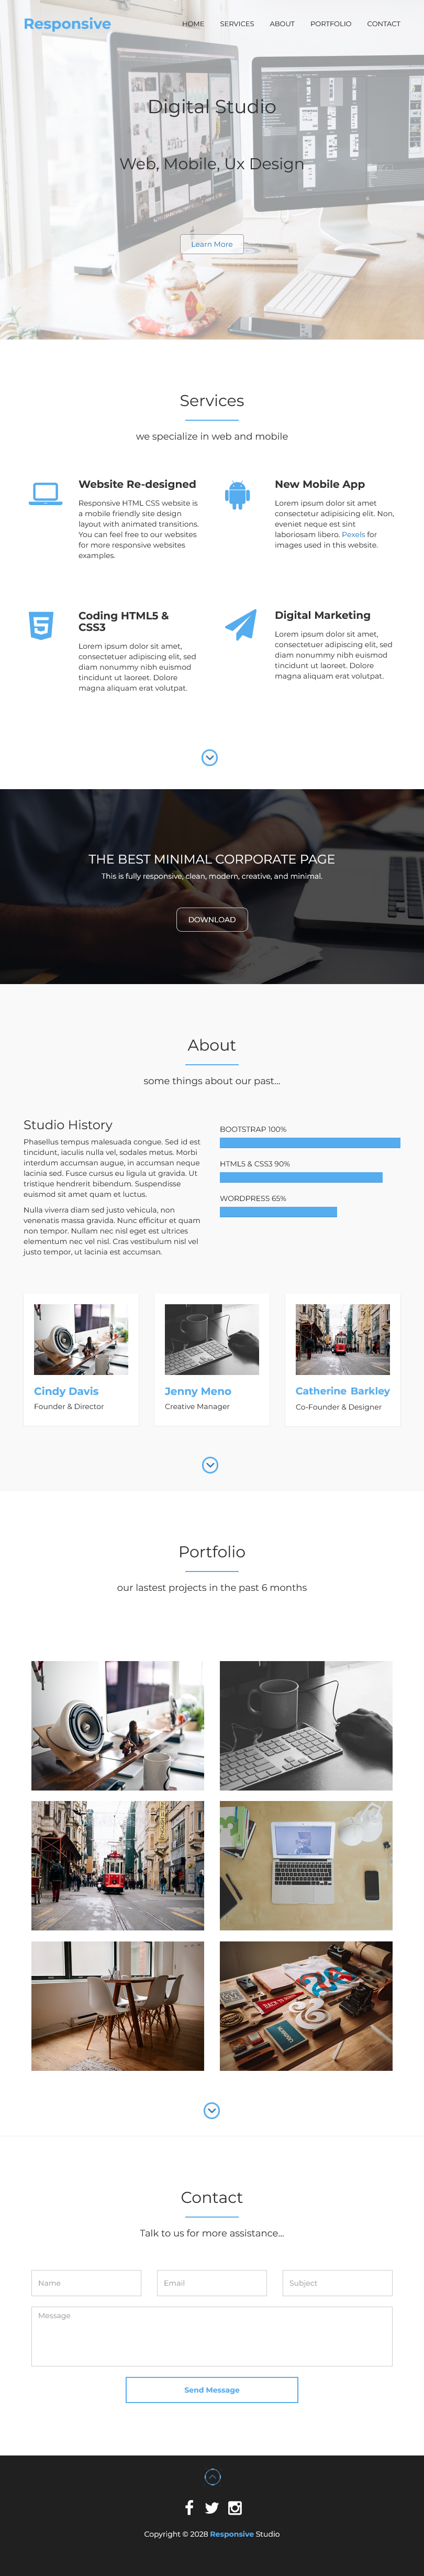 Responsive
HOME SERVICES ABOUT PORTFOLIO CONTACT
Digital Studio
Web, Mobile, Ux Design
Learn More
Services
we specialize in web and mobile
Website Re-designed
Responsive HTML CSS website is
a mobile friendly site design
layout with animated transitions.
You can feel free to our websites
for more responsive websites
examples.
New Mobile App
Lorem ipsum dolor sit amet
consectetur adipisicing elit. Non,
eveniet neque est sint
laboriosam libero. Pexels for
images used in this website.
Coding HTML5 &
CSS3
Lorem ipsum dolor sit amet,
consectetuer adipiscing elit, sed
diam nonummy nibh euismod
tincidunt ut laoreet. Dolore
magna aliquam erat volutpat.
Digital Marketing
Lorem ipsum dolor sit amet,
consectetuer adipiscing elit, sed
diam nonummy nibh euismod
tincidunt ut laoreet. Dolore
magna aliquam erat volutpat.
THE BEST MINIMAL CORPORATE PAGE
This is fully responsive, clean, modern, creative, and minimal.
DOWNLOAD
About
some things about our past...
Studio History
Phasellus tempus malesuada congue. Sed id est
tincidunt, iaculis nulla vel, sodales metus. Morbi
interdum accumsan augue, in accumsan neque
lacinia sed. Fusce cursus eu ligula ut gravida. Ut
tristique hendrerit bibendum. Suspendisse
euismod sit amet quam et luctus.
Nulla viverra diam sed justo vehicula, non
venenatis massa gravida. Nunc efficitur et quam
non tempor. Nullam nec nisl eget est ultrices
elementum nec vel nisl. Cras vestibulum nisl vel
justo tempor, ut lacinia est accumsan.
BOOTSTRAP 100%
HTML5 & CSS3 90%
WORDPRESS 65%
Cindy Davis
Founder & Director
Jenny Meno
Creative Manager
Catherine Barkley
Co-Founder & Designer
Portfolio
our lastest projects in the past 6 months
Contact
Talk to us for more assistance...
Name
Email
Subject
Message
Send Message
Copyright © 2028 Responsive Studio